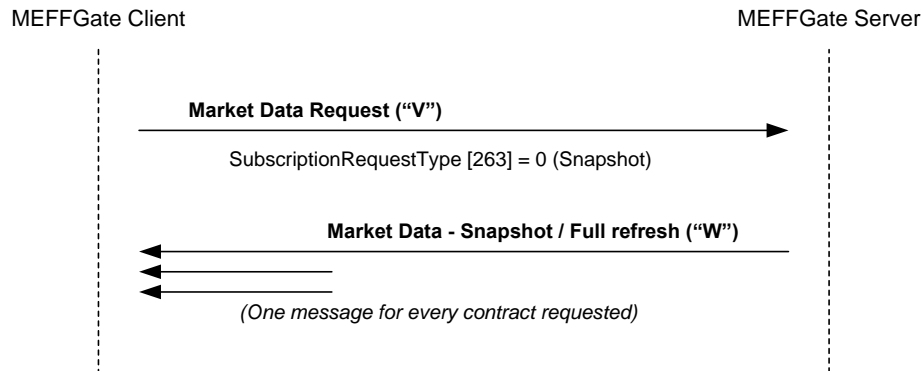 MEFFGate Client
MEFFGate Server
Market Data Request (“V”)
SubscriptionRequestType [263] = 0 (Snapshot)
Market Data - Snapshot / Full refresh (“W”)
(One message for every contract requested)